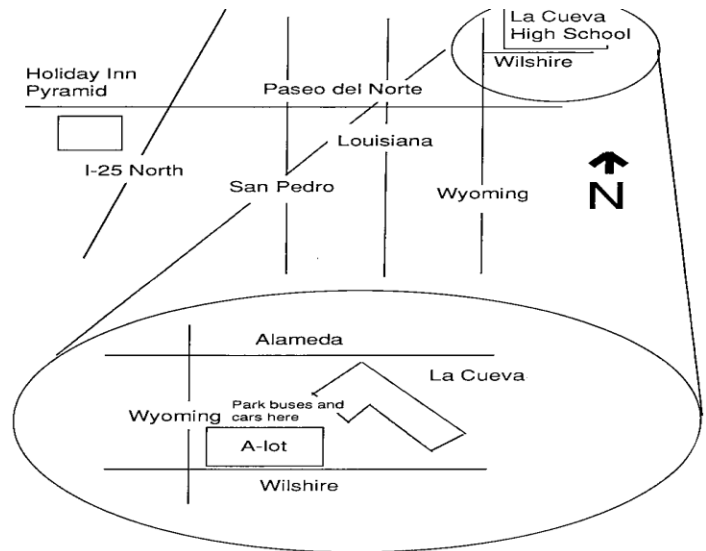 La Cueva
High School
Wilshire
Holiday Inn
Pyramid
Paseo del Norte
Louisiana
I-25 North
San Pedro
Wyoming
N
Alameda
La Cueva
Park buses and
cars here
Wyoming
A-lot
Wilshire